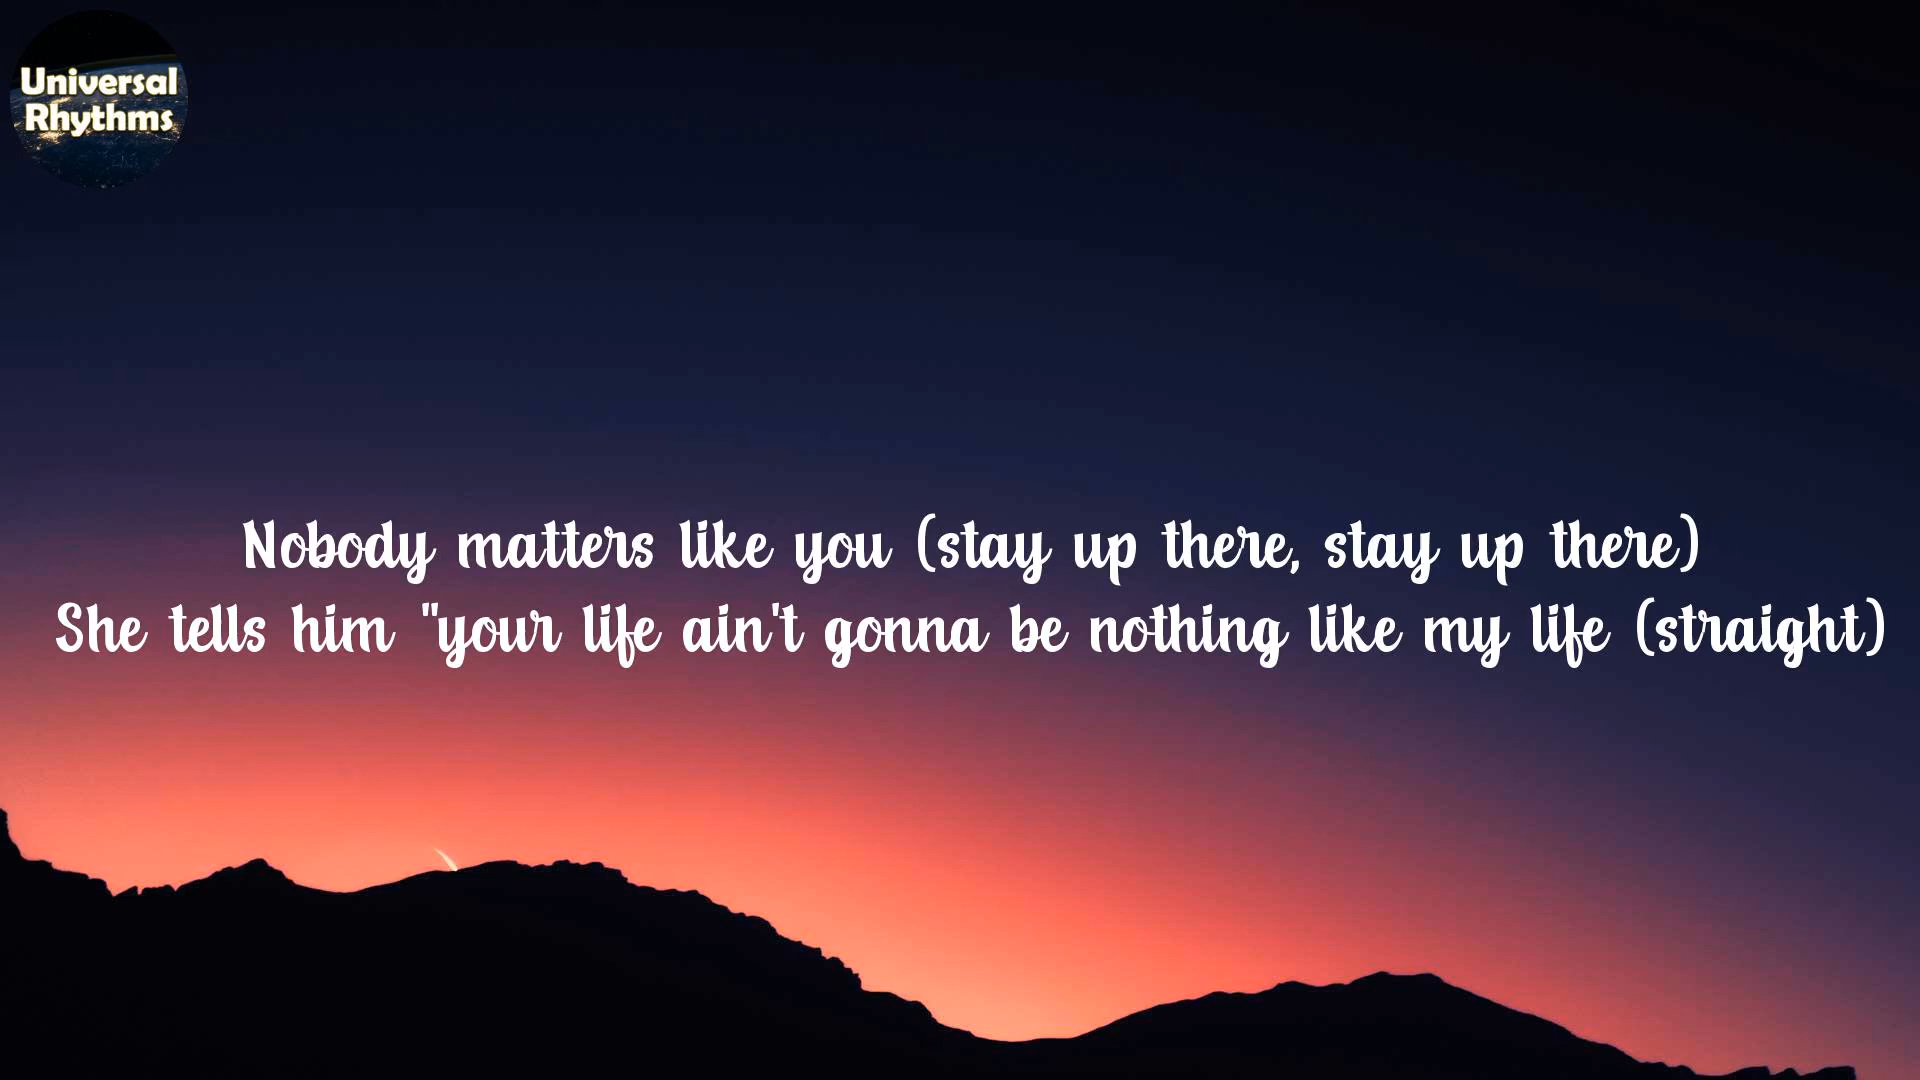 Universal
Rhythms
Nobody matters like you (stay up there, stay up there)
She tells him "your life ain't gonna be nothing like my life (straight)